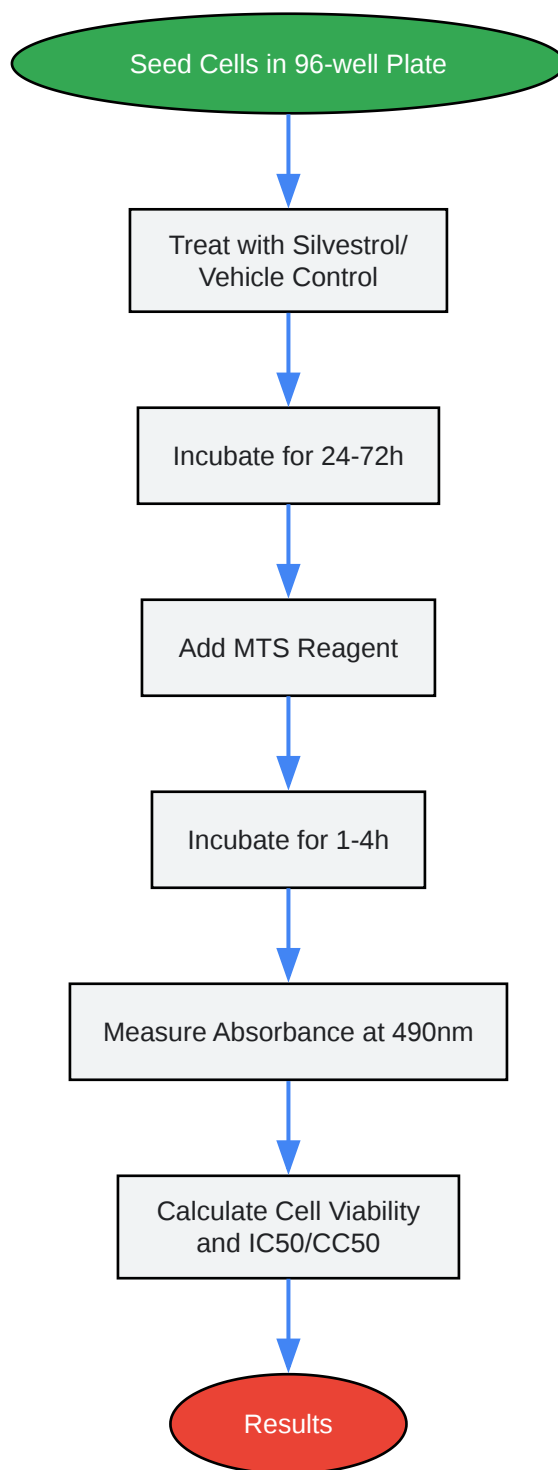 Seed Cells in 96-well Plate
Treat with Silvestrol/
Vehicle Control
Incubate for 24-72h
Add MTS Reagent
Incubate for 1-4h
Measure Absorbance at 490nm
Calculate Cell Viability
and IC50/CC50
Results